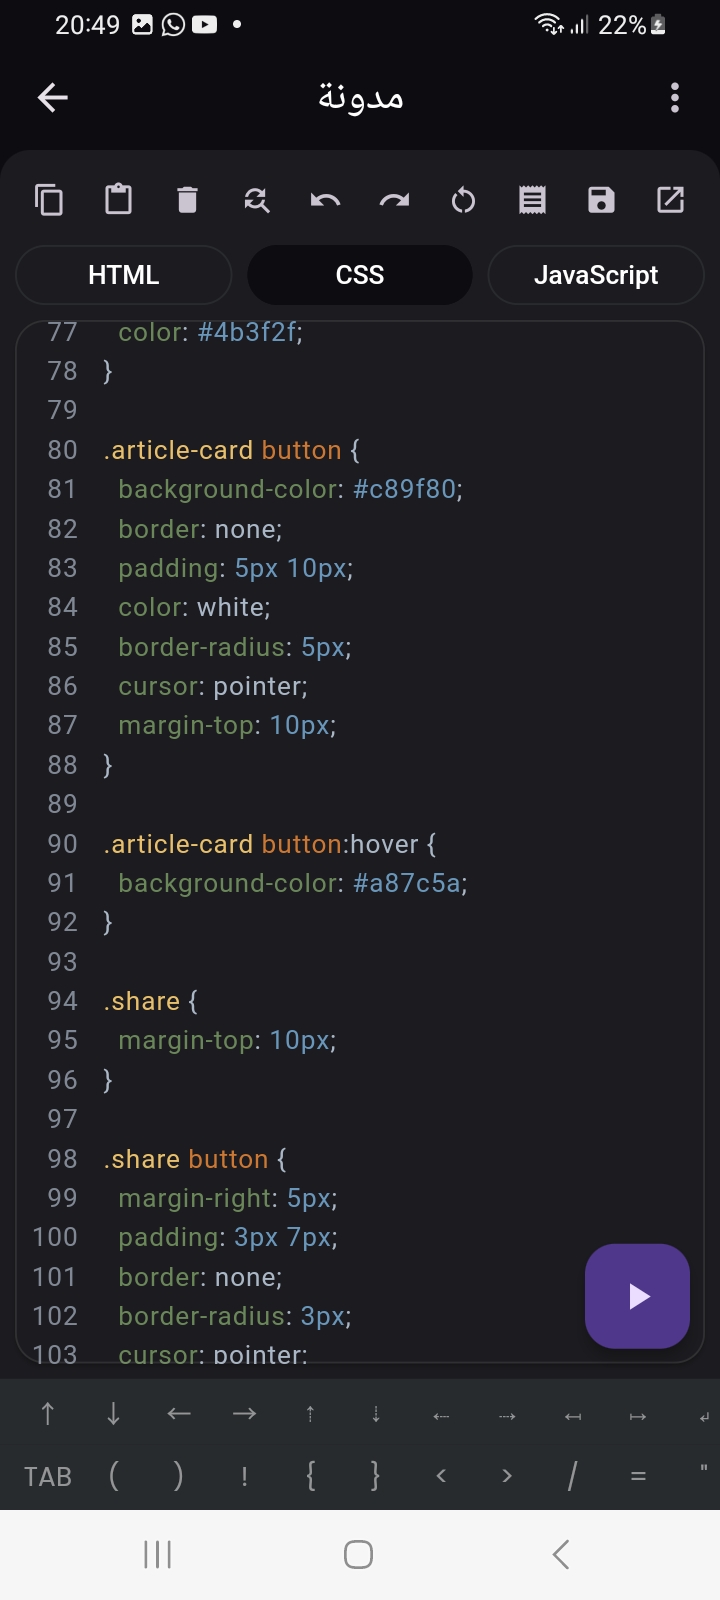 20:49 22%
مدونة
HTML CSS JavaScript
77 color: #4b3f2f;
78 }
79
80 .article-card button {
81 background-color: #c89f80;
82 border: none;
83 padding: 5px 10px;
84 color: white;
85 border-radius: 5px;
86 cursor: pointer;
87 margin-top: 10px;
88 }
89
90 .article-card button:hover {
91 background-color: #a87c5a;
92 }
93
94 .share {
95 margin-top: 10px;
96 }
97
98 .share button {
99 margin-right: 5px;
100 padding: 3px 7px;
101 border: none;
102 border-radius: 3px;
103 cursor: pointer;
↑ ↓ ← → ⇡ ⇣ ⇠ ⇢ ↤ ↦ ↲
TAB ( ) ! { } < > / = "